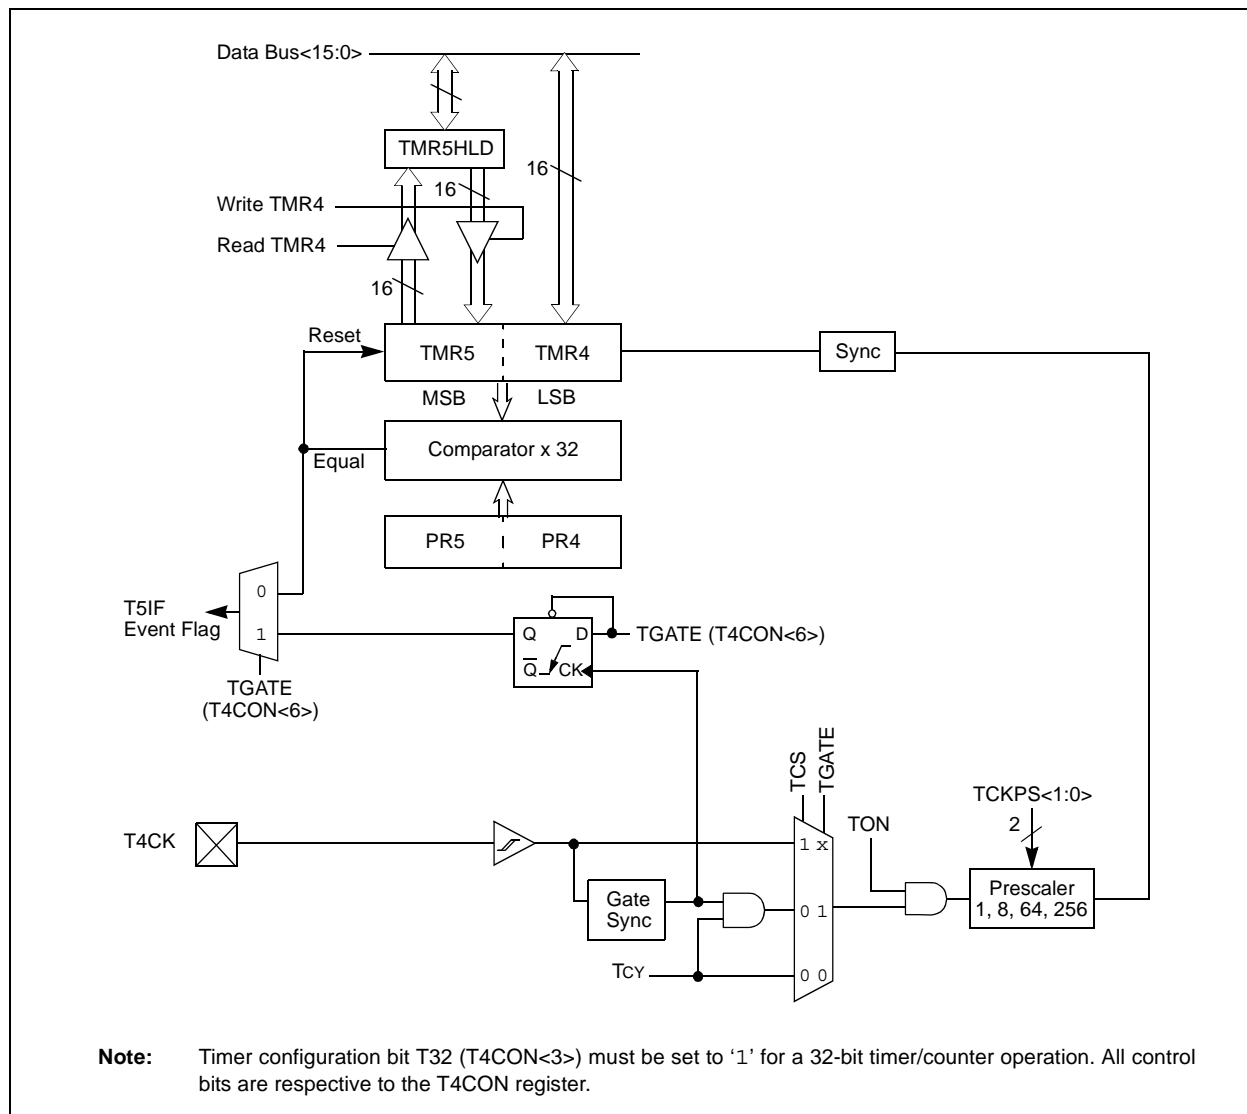 Data Bus<15:0>
TMR5HLD
16
16
Write TMR4
Read TMR4
16
Reset
TMR5
TMR4
Sync
MSB
LSB
Equal
Comparator x 32
PR5
PR4
0
1
T5IF
Event Flag
TGATE
(T4CON<6>)
Q
D
Q
CK
TGATE (T4CON<6>)
TCS
TGATE
T4CK
1 x
0 1
0 0
Gate
Sync
TCY
TON
TCKPS<1:0>
2
Prescaler
1, 8, 64, 256
Note: Timer configuration bit T32 (T4CON<3>) must be set to ‘1’ for a 32-bit timer/counter operation. All control
bits are respective to the T4CON register.